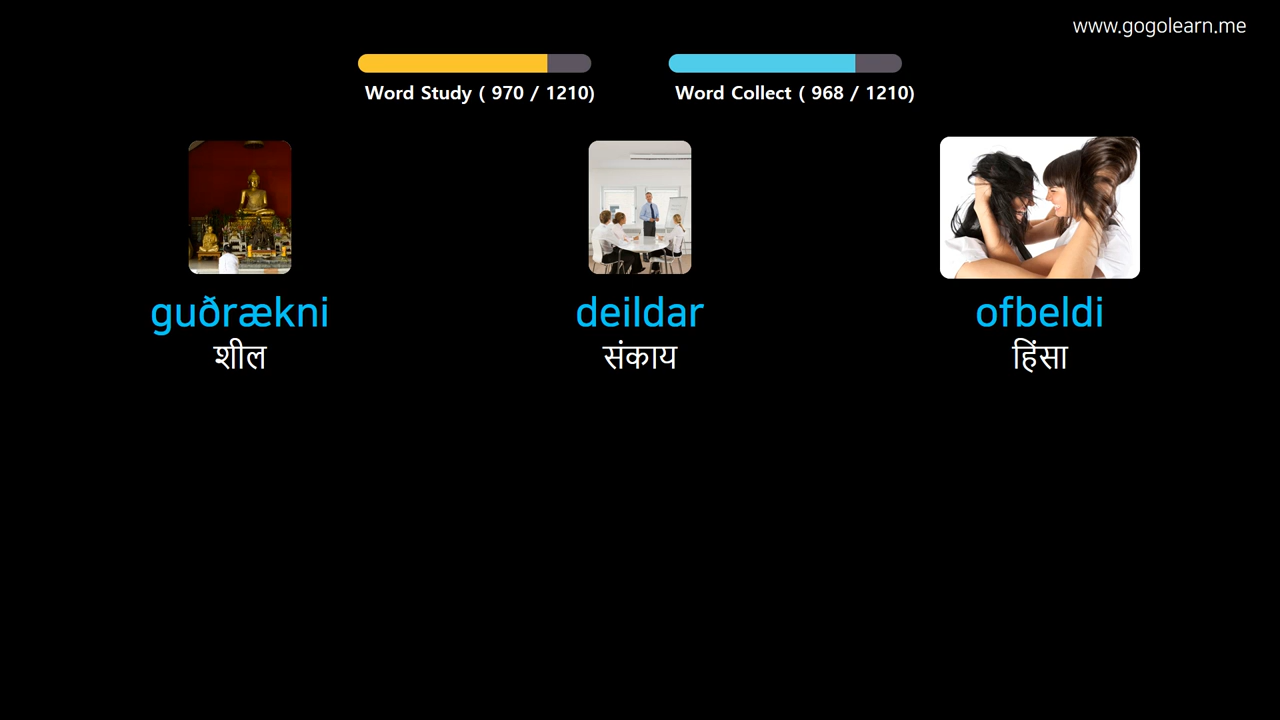 www.gogolearn.me
Word Study ( 970 / 1210)
Word Collect ( 968 / 1210)
guðrækni
शील
deildar
संकाय
ofbeldi
हिंसा